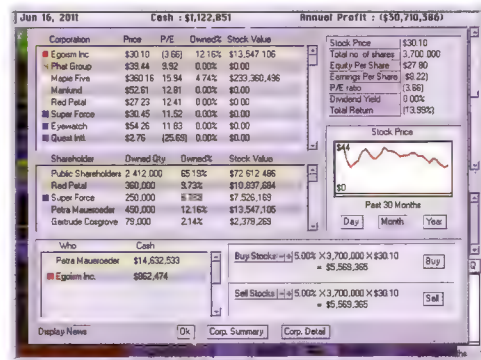 Jun 16, 2011 Cash : $1,122,851 Annual Profit : ($30,710,386)
Corporation Price P/E Owned% Stock Value
Egoism Inc $30.10 (3.66) 12.16% $13,547,106
Phat Group $39.44 9.92 0.00% $0.00
Maple Five $360.16 15.94 4.74% $233,360,496
Manlund $52.61 12.81 0.00% $0.00
Red Petal $27.23 12.41 0.00% $0.00
Super Force $30.45 11.52 0.00% $0.00
Eyewatch $54.26 11.83 0.00% $0.00
Quest Intl. $2.76 (25.69) 0.00% $0.00
Stock Price $30.10
Total no. of shares 3,700,000
Equity Per Share $27.80
Earnings Per Share ($8.22)
P/E ratio (3.66)
Dividend Yield 0.00%
Total Return (13.99%)
Stock Price
$44
$0
Past 30 Months
Day Month Year
Shareholder Owned Qty Owned% Stock Value
Public Shareholders 2,412,000 65.19% $72,612,486
Red Petal 360,000 9.73% $10,837,684
Super Force 250,000 $7,526,169
Petra Mausroeder 450,000 12.16% $13,547,105
Gertrude Cosgrove 79,000 2.14% $2,378,269
Who Cash
Petra Mausroeder $14,632,533
Egoism Inc. $862,474
Buy Stocks - + 5.00% X 3,700,000 X $30.10
= $5,569,365
Buy
Sell Stocks - + 5.00% X 3,700,000 X $30.10
= $5,569,365
Sell
Display News Ok Corp. Summary Corp. Detail